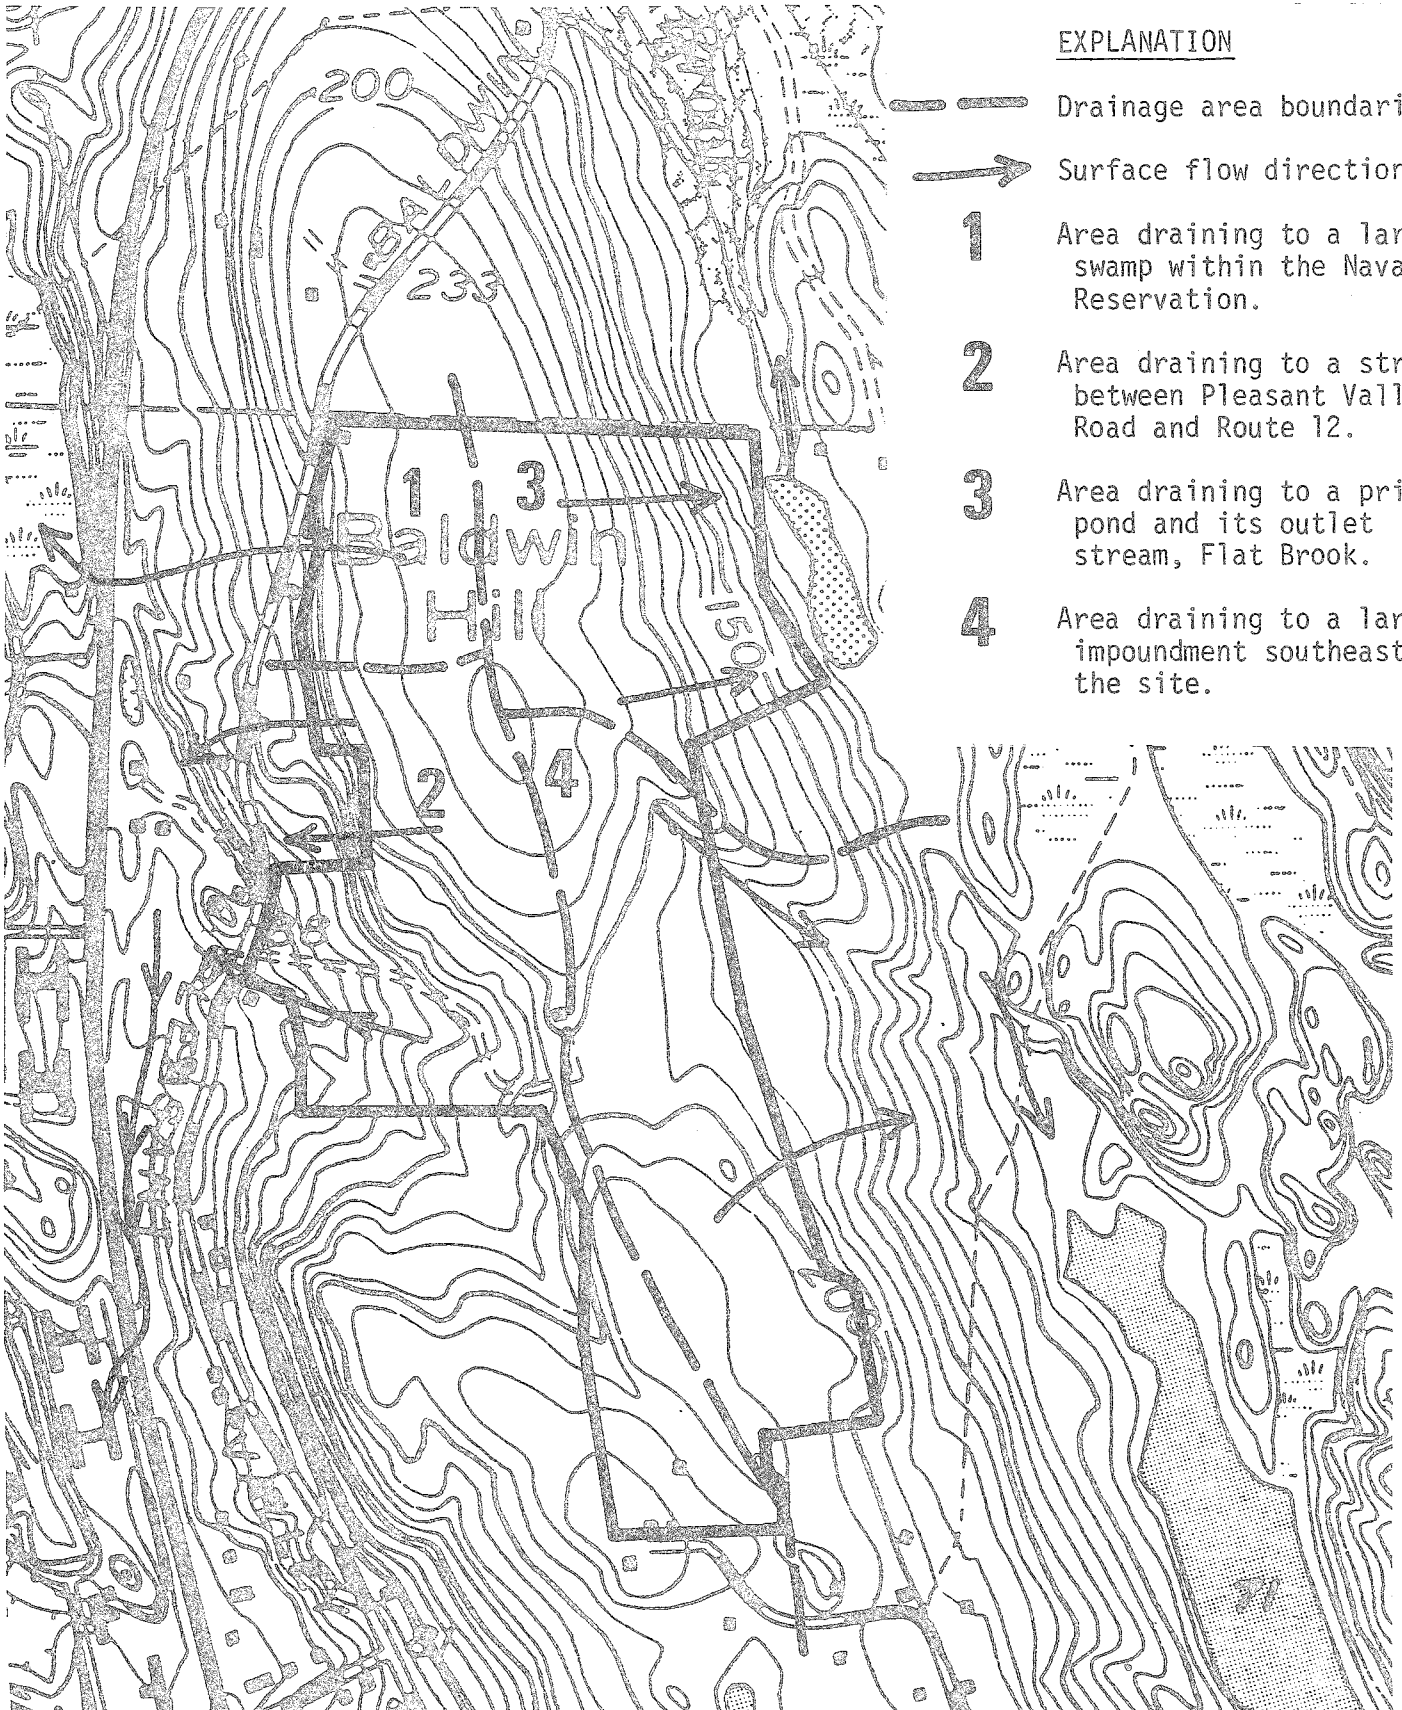 EXPLANATION
Drainage area boundari
Surface flow direction
1
Area draining to a lar
swamp within the Nava
Reservation.
2
Area draining to a str
between Pleasant Vall
Road and Route 12.
3
Area draining to a pri
pond and its outlet
stream, Flat Brook.
4
Area draining to a lar
impoundment southeast
the site.
200
233
1
3
Baldwin
Hill
150
4
2
71